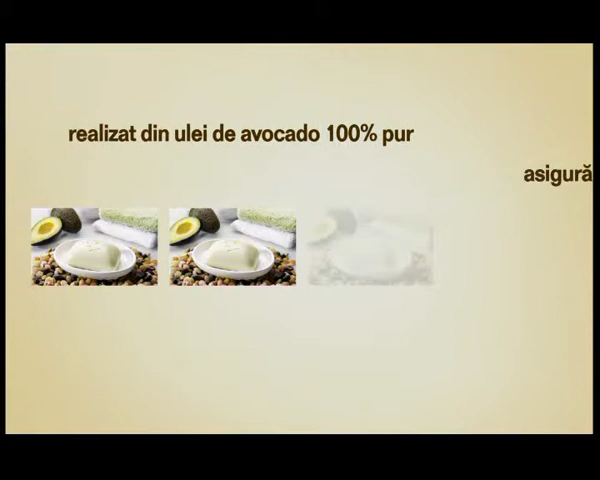 realizat din ulei de avocado 100% pur
asigură